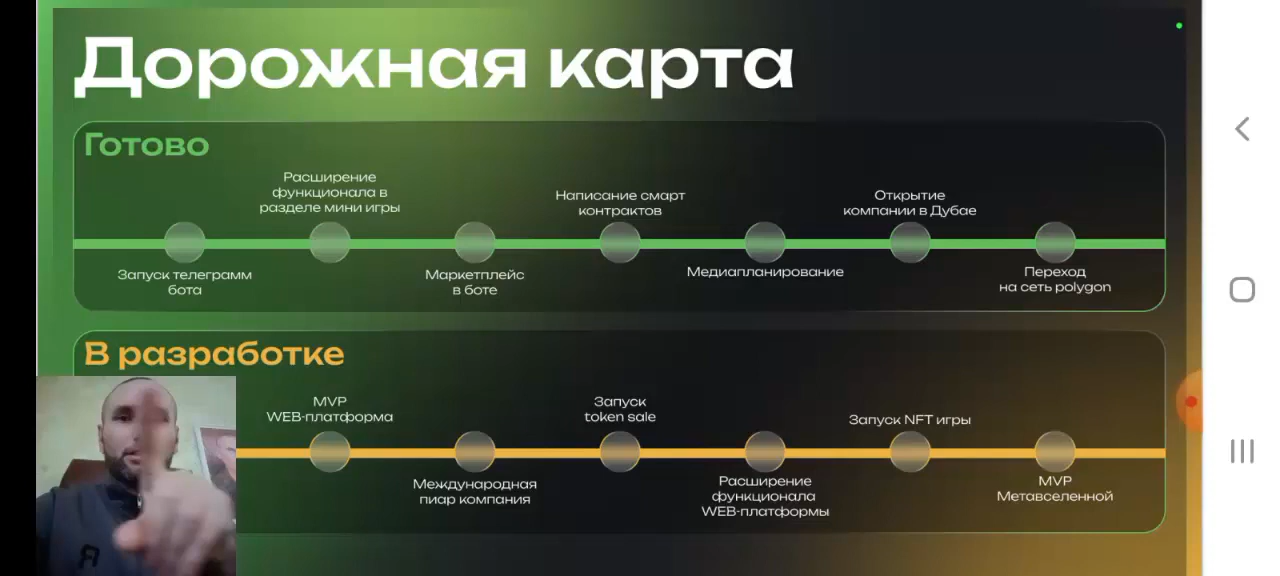 Дорожная карта
Готово
Расширение
функционала в
разделе мини игры
Написание смарт
контрактов
Открытие
компании в Дубае
Запуск телеграмм
бота
Маркетплейс
в боте
Медиапланирование
Переход
на сеть polygon
В разработке
MVP
WEB-платформа
Запуск
token sale
Запуск NFT игры
Международная
пиар компания
Расширение
функционала
WEB-платформы
MVP
Метавселенной
Я